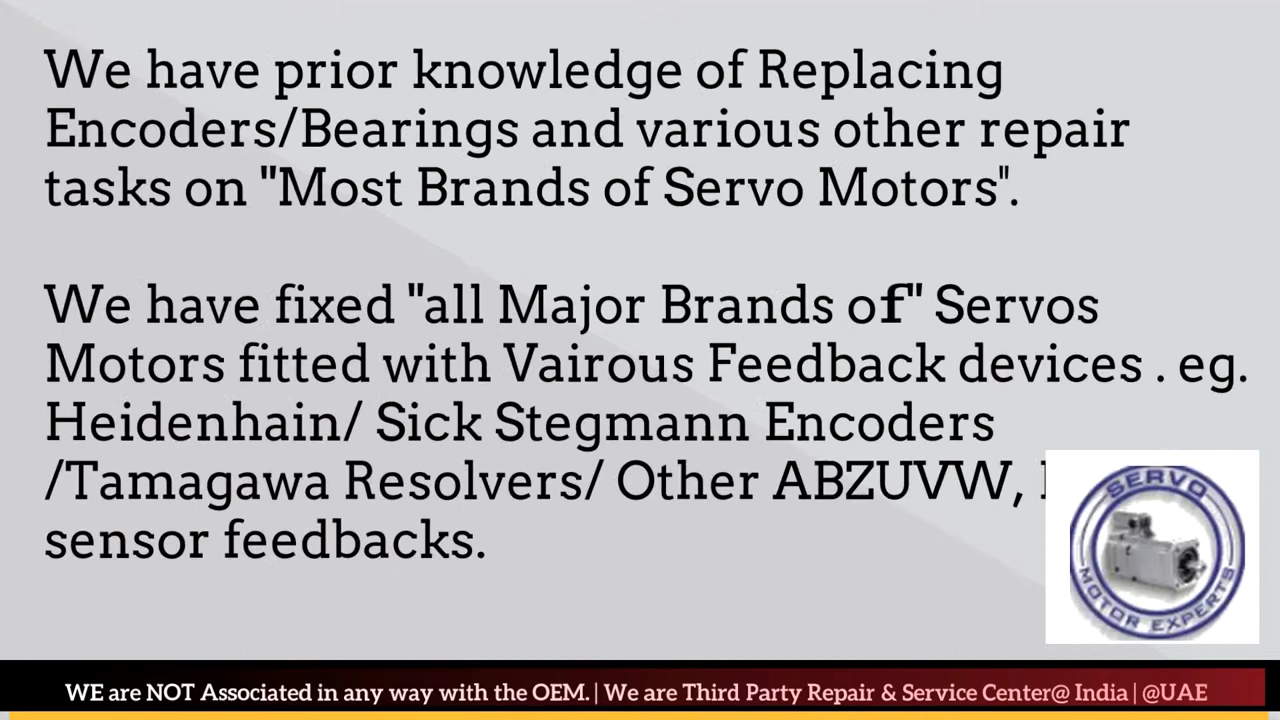 We have prior knowledge of Replacing
Encoders/Bearings and various other repair
tasks on "Most Brands of Servo Motors".
We have fixed "all Major Brands of" Servos
Motors fitted with Vairous Feedback devices . eg.
Heidenhain/ Sick Stegmann Encoders
/Tamagawa Resolvers/ Other ABZUVW,
sensor feedbacks.
SERVO
MOTOR EXPERTS
WE are NOT Associated in any way with the OEM. | We are Third Party Repair & Service Center@ India | @UAE